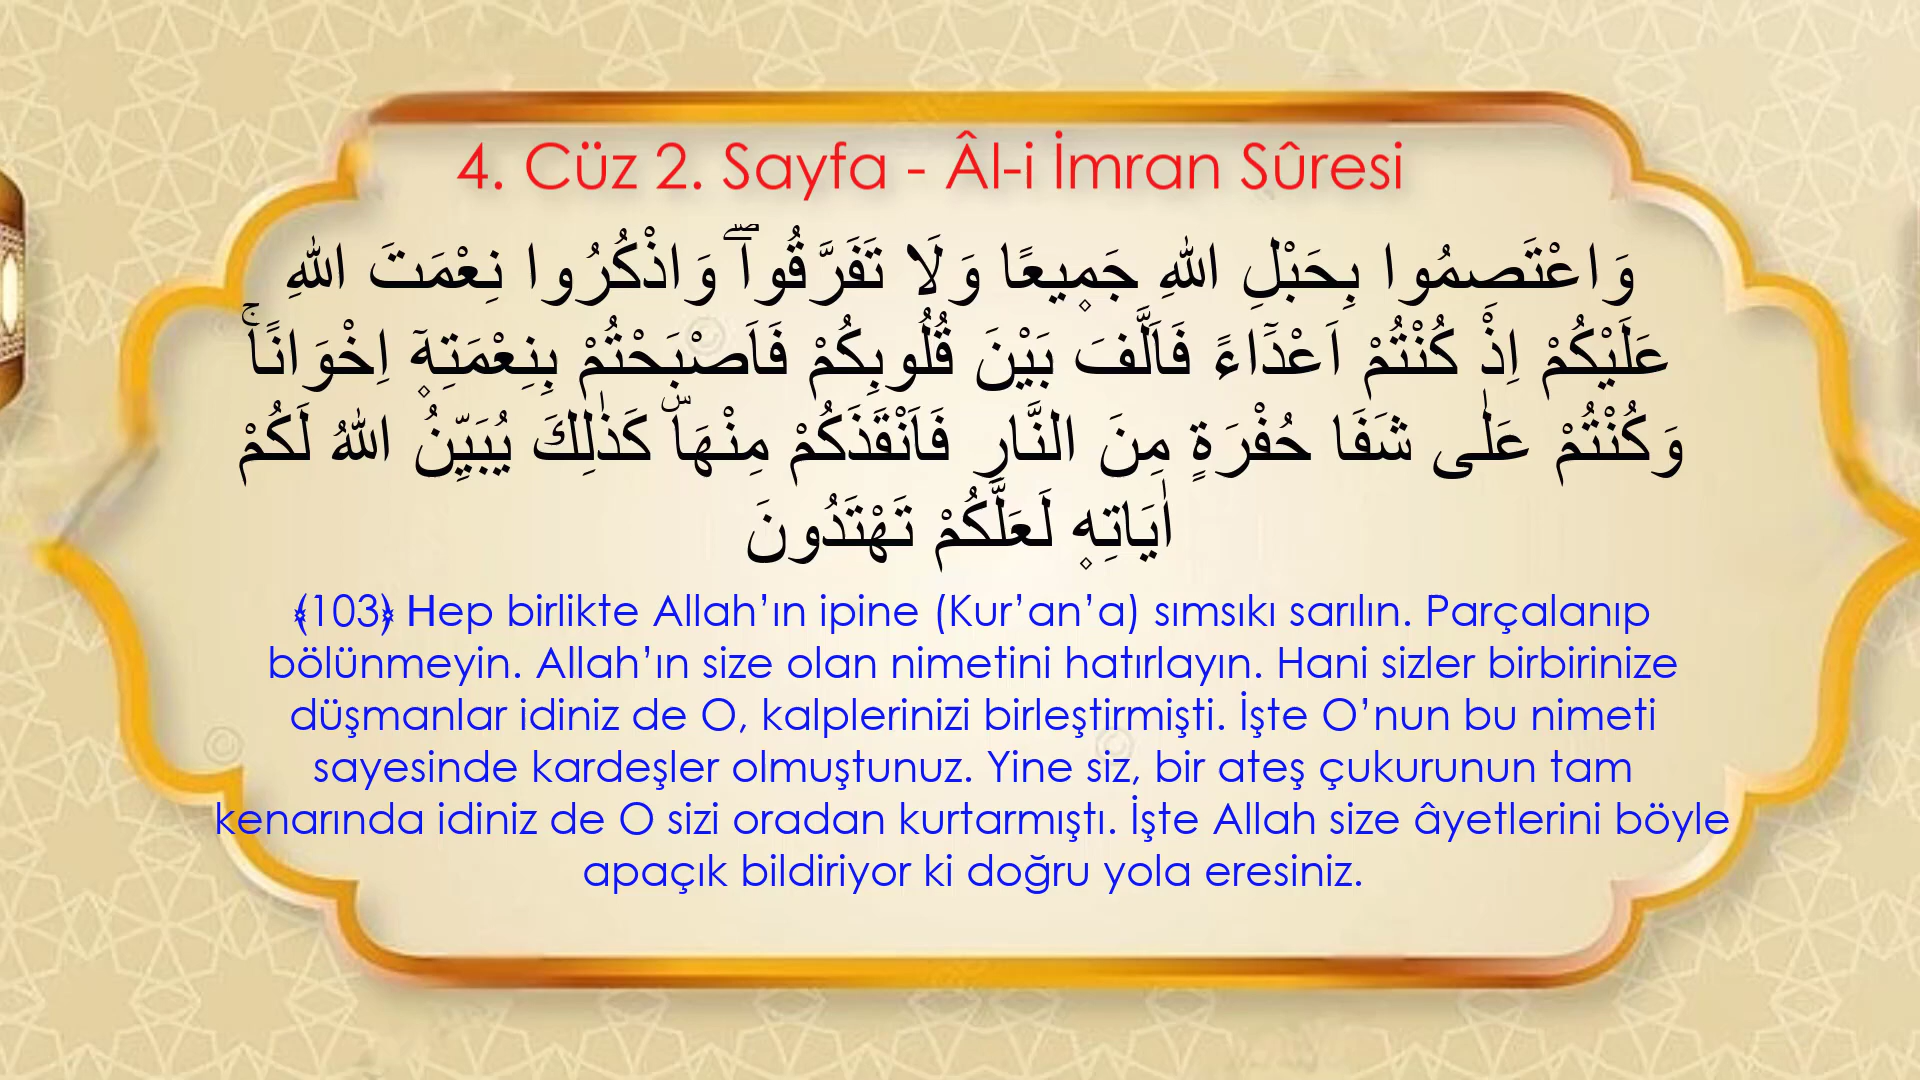 4. Cüz 2. Sayfa - Âl-i İmran Sûresi
وَاعْتَصِمُوا بِحَبْلِ اللهِ جَم۪يعًا وَلَا تَفَرَّقُواۖ وَاذْكُرُوا نِعْمَتَ اللهِ
عَلَيْكُمْ اِذْ كُنْتُمْ اَعْدَٓاءً فَاَلَّفَ بَيْنَ قُلُوبِكُمْ فَاَصْبَحْتُمْ بِنِعْمَتِه۪ٓ اِخْوَانًاۚ
وَكُنْتُمْ عَلٰى شَفَا حُفْرَةٍ مِنَ النَّارِ فَاَنْقَذَكُمْ مِنْهَاۜ كَذٰلِكَ يُبَيِّنُ اللهُ لَكُمْ
اٰيَاتِه۪ لَعَلَّكُمْ تَهْتَدُونَ
﴾103﴿ Hep birlikte Allah’ın ipine (Kur’an’a) sımsıkı sarılın. Parçalanıp
bölünmeyin. Allah’ın size olan nimetini hatırlayın. Hani sizler birbirinize
düşmanlar idiniz de O, kalplerinizi birleştirmişti. İşte O’nun bu nimeti
sayesinde kardeşler olmuştunuz. Yine siz, bir ateş çukurunun tam
kenarında idiniz de O sizi oradan kurtarmıştı. İşte Allah size âyetlerini böyle
apaçık bildiriyor ki doğru yola eresiniz.